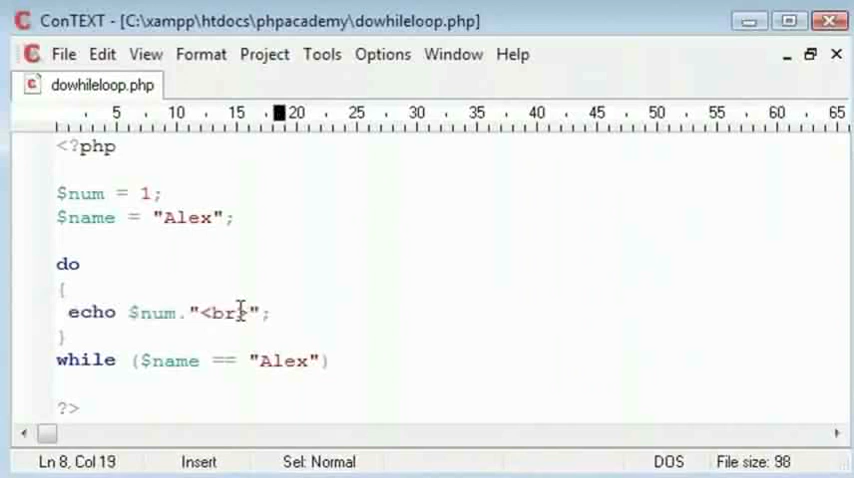 ConTEXT - [C:\xampp\htdocs\phpacademy\dowhileloop.php]
File Edit View Format Project Tools Options Window Help
dowhileloop.php
5 10 15 20 25 30 35 40 45 50 55 60 65
<?php
$num = 1;
$name = "Alex";
do
{
echo $num."<br>";
}
while ($name == "Alex")
?>
Ln 8, Col 19 Insert Sel: Normal DOS File size: 98